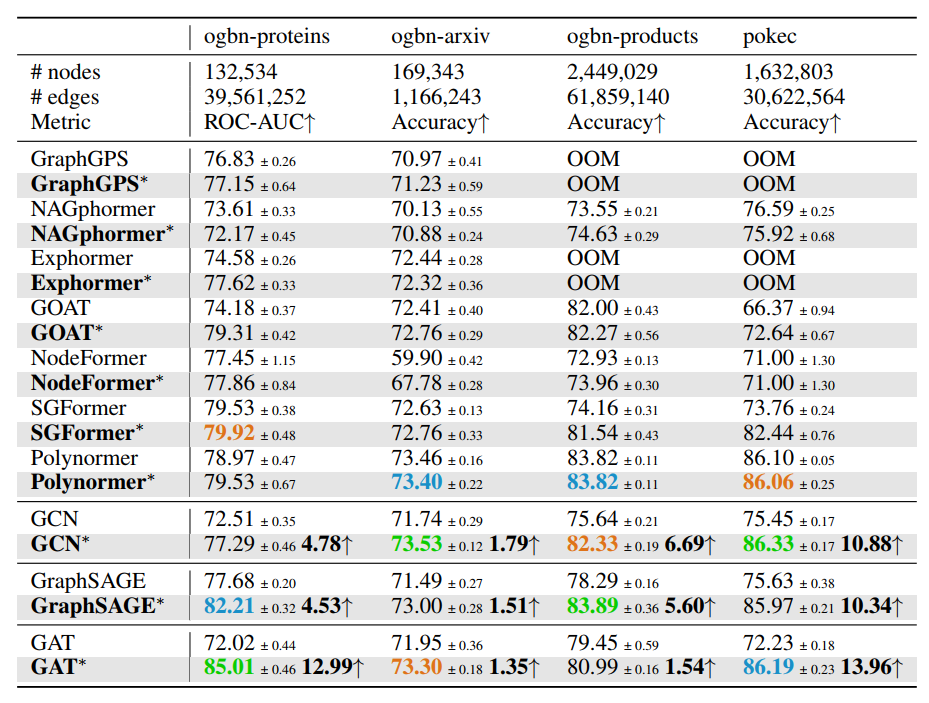 ogbn-proteins ogbn-arxiv ogbn-products pokec
# nodes 132,534 169,343 2,449,029 1,632,803
# edges 39,561,252 1,166,243 61,859,140 30,622,564
Metric ROC-AUC↑ Accuracy↑ Accuracy↑ Accuracy↑
GraphGPS 76.83 ± 0.26 70.97 ± 0.41 OOM OOM
GraphGPS* 77.15 ± 0.64 71.23 ± 0.59 OOM OOM
NAGphormer 73.61 ± 0.33 70.13 ± 0.55 73.55 ± 0.21 76.59 ± 0.25
NAGphormer* 72.17 ± 0.45 70.88 ± 0.24 74.63 ± 0.29 75.92 ± 0.68
Exphormer 74.58 ± 0.26 72.44 ± 0.28 OOM OOM
Exphormer* 77.62 ± 0.33 72.32 ± 0.36 OOM OOM
GOAT 74.18 ± 0.37 72.41 ± 0.40 82.00 ± 0.43 66.37 ± 0.94
GOAT* 79.31 ± 0.42 72.76 ± 0.29 82.27 ± 0.56 72.64 ± 0.67
NodeFormer 77.45 ± 1.15 59.90 ± 0.42 72.93 ± 0.13 71.00 ± 1.30
NodeFormer* 77.86 ± 0.84 67.78 ± 0.28 73.96 ± 0.30 71.00 ± 1.30
SGFormer 79.53 ± 0.38 72.63 ± 0.13 74.16 ± 0.31 73.76 ± 0.24
SGFormer* 79.92 ± 0.48 72.76 ± 0.33 81.54 ± 0.43 82.44 ± 0.76
Polynormer 78.97 ± 0.47 73.46 ± 0.16 83.82 ± 0.11 86.10 ± 0.05
Polynormer* 79.53 ± 0.67 73.40 ± 0.22 83.82 ± 0.11 86.06 ± 0.25
GCN 72.51 ± 0.35 71.74 ± 0.29 75.64 ± 0.21 75.45 ± 0.17
GCN* 77.29 ± 0.46 4.78↑ 73.53 ± 0.12 1.79↑ 82.33 ± 0.19 6.69↑ 86.33 ± 0.17 10.88↑
GraphSAGE 77.68 ± 0.20 71.49 ± 0.27 78.29 ± 0.16 75.63 ± 0.38
GraphSAGE* 82.21 ± 0.32 4.53↑ 73.00 ± 0.28 1.51↑ 83.89 ± 0.36 5.60↑ 85.97 ± 0.21 10.34↑
GAT 72.02 ± 0.44 71.95 ± 0.36 79.45 ± 0.59 72.23 ± 0.18
GAT* 85.01 ± 0.46 12.99↑ 73.30 ± 0.18 1.35↑ 80.99 ± 0.16 1.54↑ 86.19 ± 0.23 13.96↑